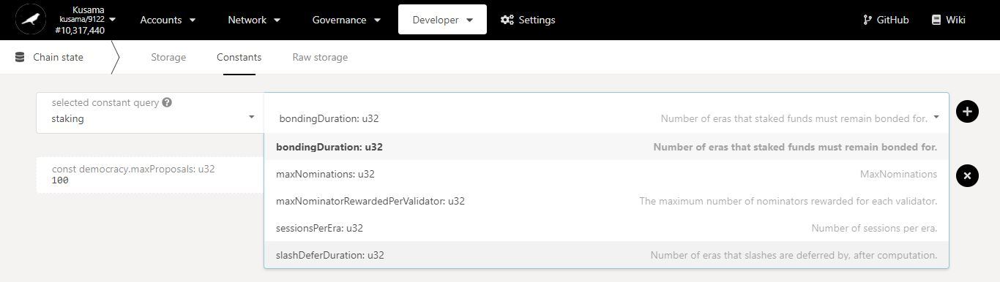 Kusama
kusama/9122
#10,317,440
Accounts
Network
Governance
Developer
Settings
GitHub
Wiki
Chain state
Storage
Constants
Raw storage
selected constant query
staking
bondingDuration: u32 Number of eras that staked funds must remain bonded for.
bondingDuration: u32 Number of eras that staked funds must remain bonded for.
maxNominations: u32 MaxNominations
maxNominatorRewardedPerValidator: u32 The maximum number of nominators rewarded for each validator.
sessionsPerEra: u32 Number of sessions per era.
slashDeferDuration: u32 Number of eras that slashes are deferred by, after computation.
const democracy.maxProposals: u32
100